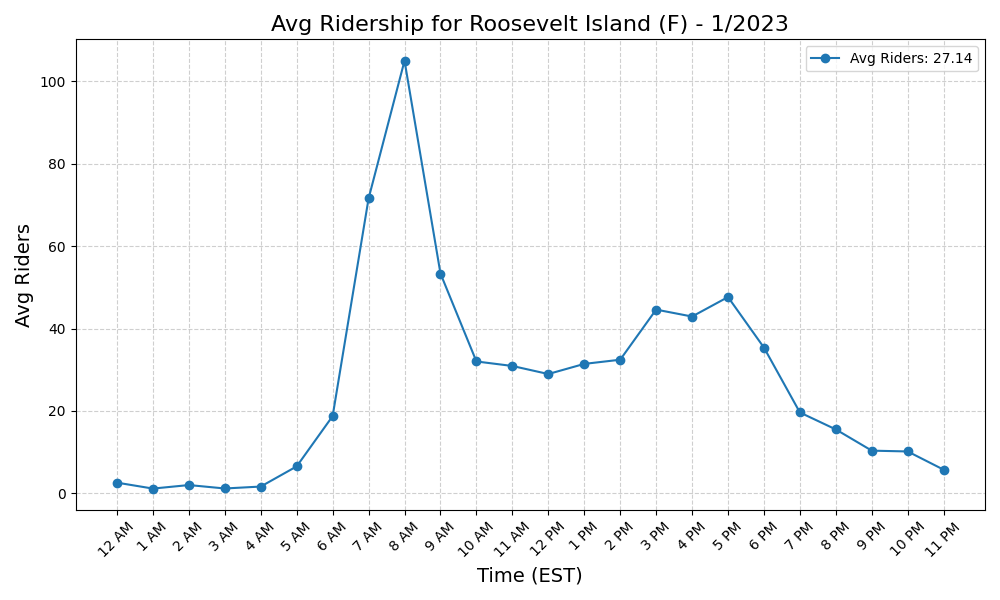 Avg Ridership for Roosevelt Island (F) - 1/2023
Avg Riders: 27.14
Avg Riders
100
80
60
40
20
0
12 AM
1 AM
2 AM
3 AM
4 AM
5 AM
6 AM
7 AM
8 AM
9 AM
10 AM
11 AM
12 PM
1 PM
2 PM
3 PM
4 PM
5 PM
6 PM
7 PM
8 PM
9 PM
10 PM
11 PM
Time (EST)